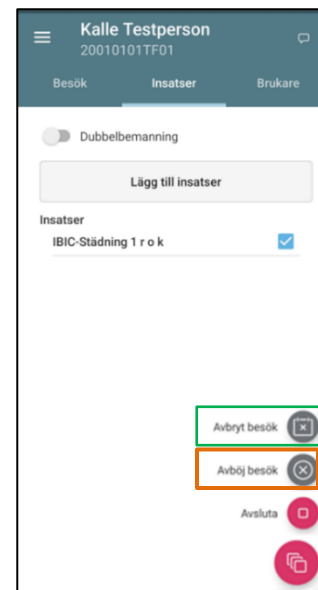 Kalle Testperson
20010101TF01
Besök Insatser Brukare
Dubbelbemanning
Lägg till insatser
Insatser
IBIC-Städning 1 r o k
Avbryt besök
Avböj besök
Avsluta